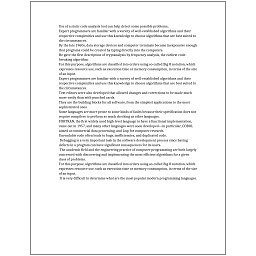 Use of a static code analysis tool can help detect some possible problems.
Expert programmers are familiar with a variety of well-established algorithms and their
respective complexities and use this knowledge to choose algorithms that are best suited to
the circumstances.
By the late 1960s, data storage devices and computer terminals became inexpensive enough
that programs could be created by typing directly into the computers.
He gave the first description of cryptanalysis by frequency analysis, the earliest code-
breaking algorithm.
For this purpose, algorithms are classified into orders using so-called Big O notation, which
expresses resource use, such as execution time or memory consumption, in terms of the size
of an input.
Expert programmers are familiar with a variety of well-established algorithms and their
respective complexities and use this knowledge to choose algorithms that are best suited to
the circumstances.
Text editors were also developed that allowed changes and corrections to be made much
more easily than with punched cards.
They are the building blocks for all software, from the simplest applications to the most
sophisticated ones.
Some languages are more prone to some kinds of faults because their specification does not
require compilers to perform as much checking as other languages.
FORTRAN, the first widely used high-level language to have a functional implementation,
came out in 1957, and many other languages were soon developed—in particular, COBOL
aimed at commercial data processing, and Lisp for computer research.
Unreadable code often leads to bugs, inefficiencies, and duplicated code.
Debugging is a very important task in the software development process since having
defects in a program can have significant consequences for its users.
The academic field and the engineering practice of computer programming are both largely
concerned with discovering and implementing the most efficient algorithms for a given
class of problems.
For this purpose, algorithms are classified into orders using so-called Big O notation, which
expresses resource use, such as execution time or memory consumption, in terms of the size
of an input.
It is very difficult to determine what are the most popular modern programming languages.